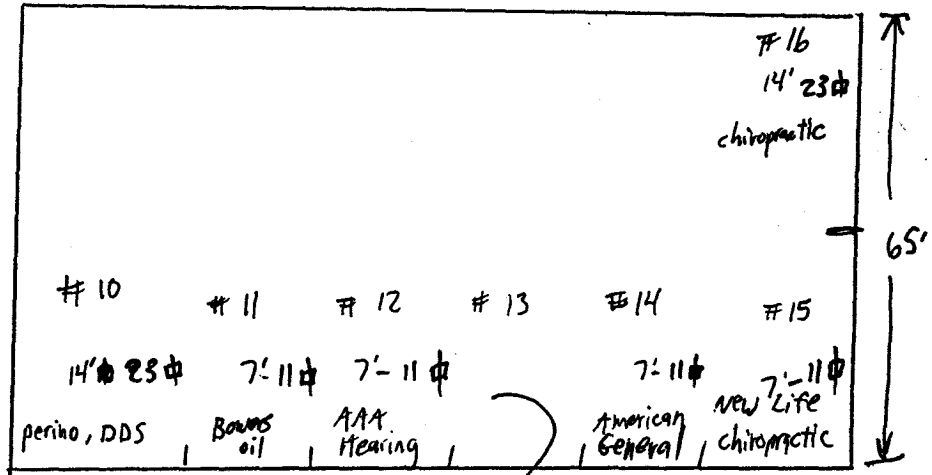 # 16
14' 23⌷
chiropractic
65'
# 10
# 11
# 12
# 13
# 14
# 15
14' 23⌷
7'-11⌷
7'-11⌷
7'-11⌷
7'-11⌷
perino, DDS
Bowns
oil
AAA
Hearing
American
General
New Life
chiropractic